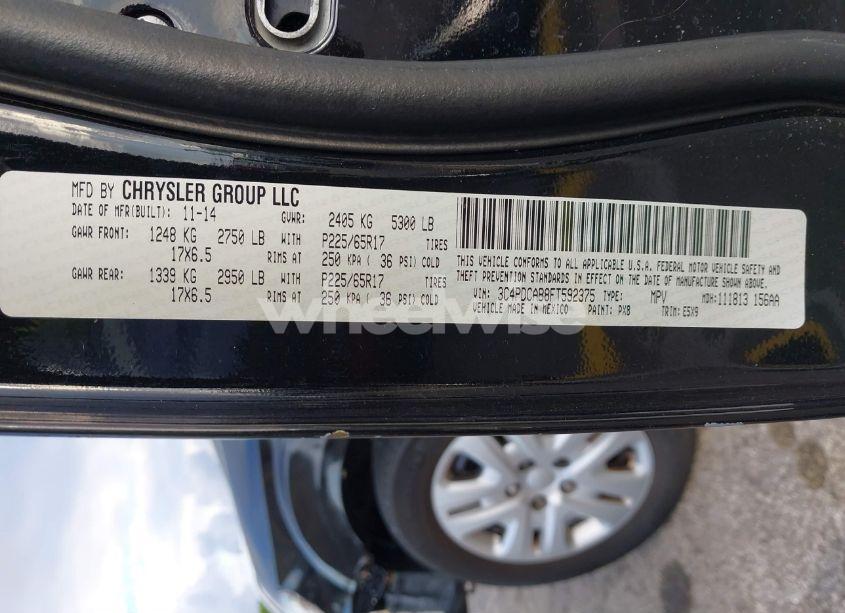 MFD BY CHRYSLER GROUP LLC
DATE OF MFR(BUILT): 11-14 GVWR: 2405 KG 5300 LB
GAWR FRONT: 1248 KG 2750 LB WITH P225/65R17 TIRES
17X6.5 RIMS AT 250 KPA ( 36 PSI) COLD
GAWR REAR: 1339 KG 2950 LB WITH P225/65R17 TIRES
17X6.5 RIMS AT 250 KPA ( 36 PSI) COLD
THIS VEHICLE CONFORMS TO ALL APPLICABLE U.S.A. FEDERAL MOTOR VEHICLE SAFETY AND
THEFT PREVENTION STANDARDS IN EFFECT ON THE DATE OF MANUFACTURE SHOWN ABOVE.
VIN: 3C4PDCAB8FT592375 TYPE: MPV MDH:111813 156AA
VEHICLE MADE IN MEXICO PAINT: PX8 TRIM: E5X9
wheelwise